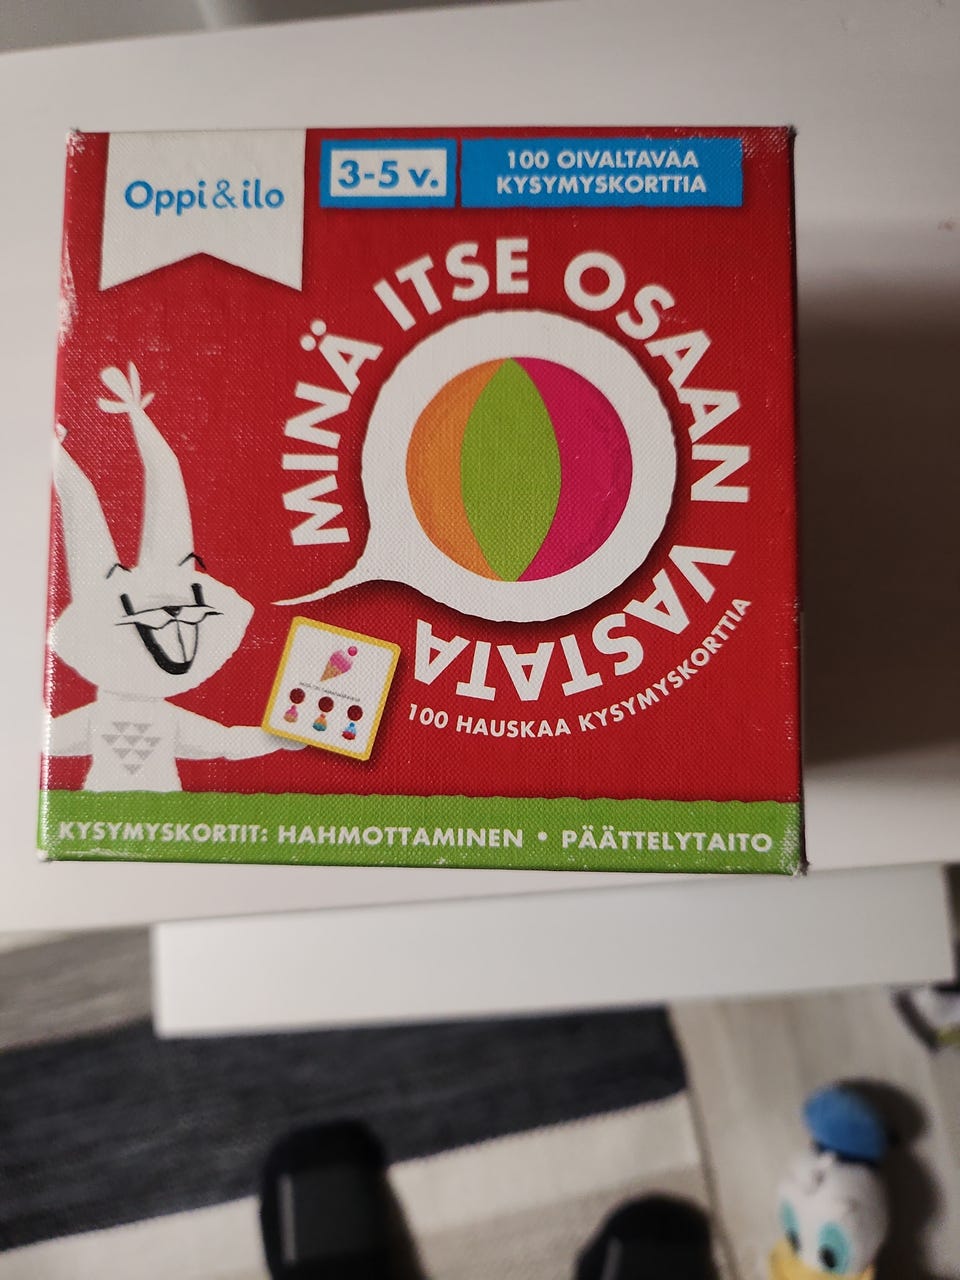 Oppi&ilo
3-5 v.
100 OIVALTAVAA
KYSYMYSKORTTIA
MINÄ ITSE OSAAN VASTATA
100 HAUSKAA KYSYMYSKORTTIA
KYSYMYSKORTIT: HAHMOTTAMINEN • PÄÄTTELYTAITO